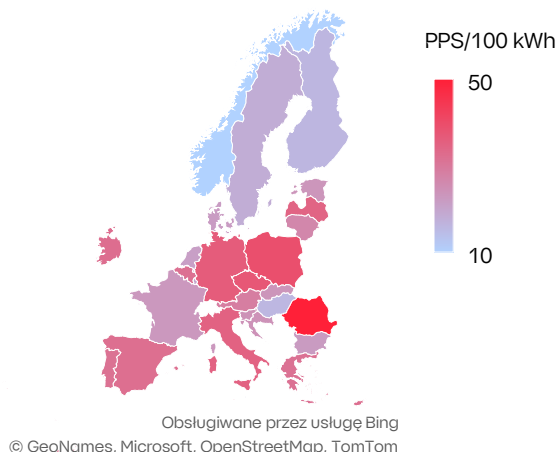 PPS/100 kWh
50
10
Obsługiwane przez usługę Bing
© GeoNames, Microsoft, OpenStreetMap, TomTom